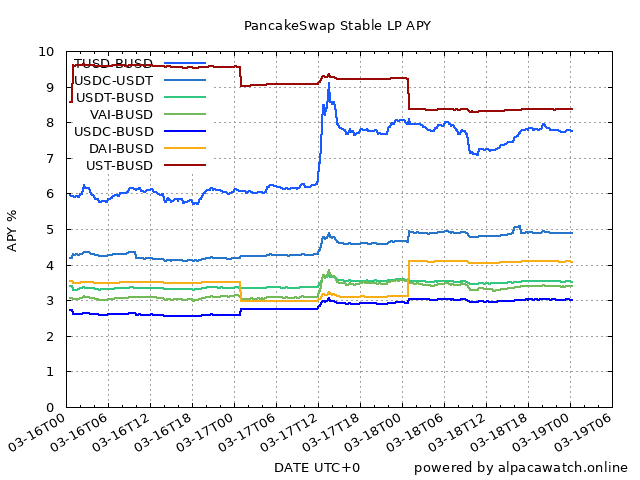 PancakeSwap Stable LP APY
10
9
8
7
6
5
4
3
2
1
0
APY %
TUSD-BUSD
USDC-USDT
USDT-BUSD
VAI-BUSD
USDC-BUSD
DAI-BUSD
UST-BUSD
03-16T00
03-16T06
03-16T12
03-16T18
03-17T00
03-17T06
03-17T12
03-17T18
03-18T00
03-18T06
03-18T12
03-18T18
03-19T00
03-19T06
DATE UTC+0
powered by alpacawatch.online